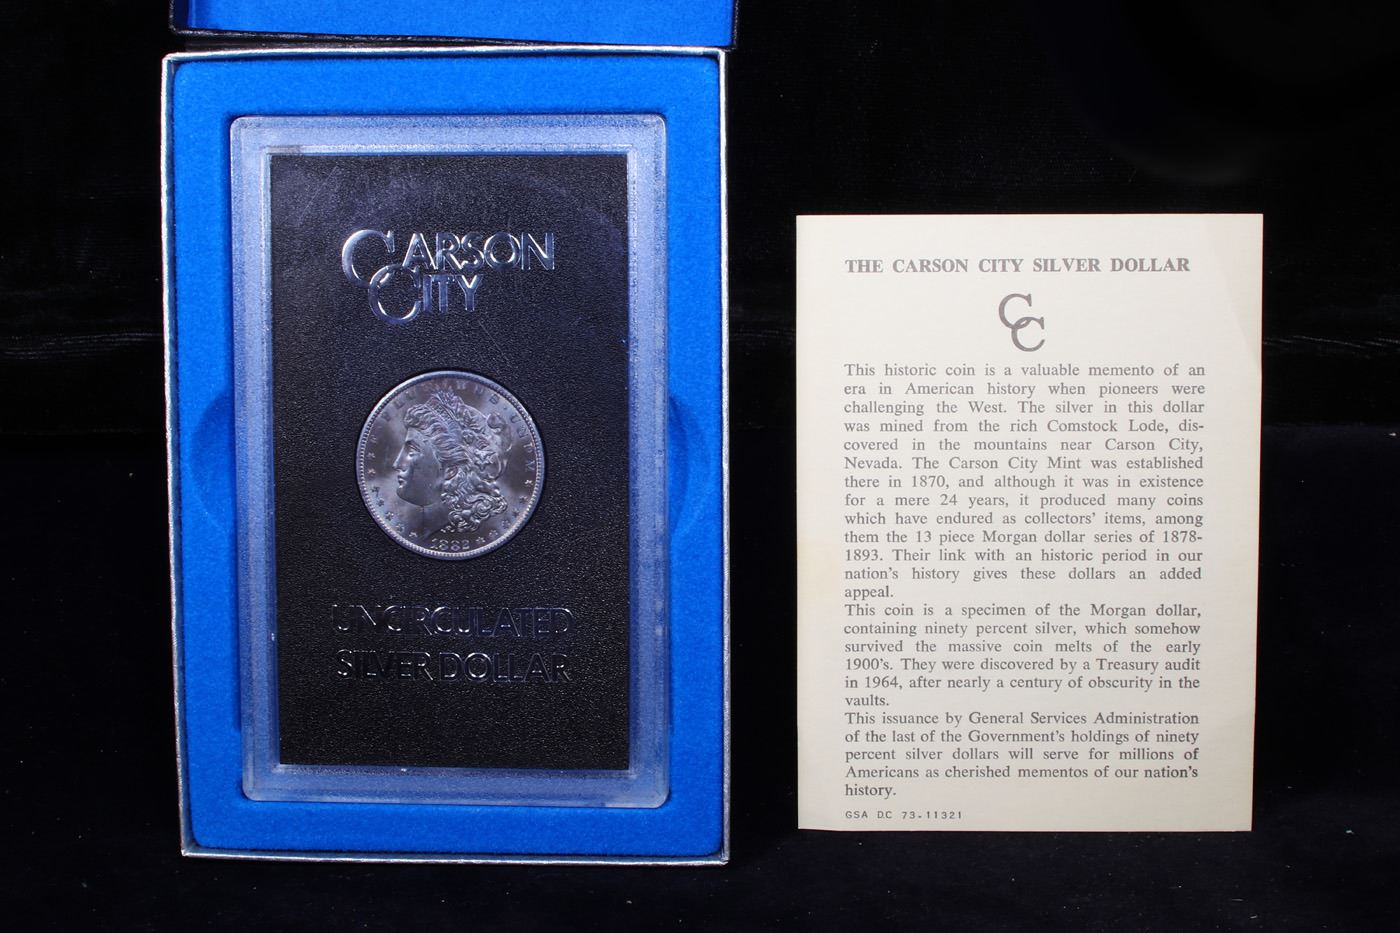 CARSON
CITY
E PLURIBUS UNUM
1882
UNCIRCULATED
SILVER DOLLAR
THE CARSON CITY SILVER DOLLAR
CC
This historic coin is a valuable memento of an
era in American history when pioneers were
challenging the West. The silver in this dollar
was mined from the rich Comstock Lode, dis-
covered in the mountains near Carson City,
Nevada. The Carson City Mint was established
there in 1870, and although it was in existence
for a mere 24 years, it produced many coins
which have endured as collectors' items, among
them the 13 piece Morgan dollar series of 1878-
1893. Their link with an historic period in our
nation's history gives these dollars an added
appeal.
This coin is a specimen of the Morgan dollar,
containing ninety percent silver, which somehow
survived the massive coin melts of the early
1900's. They were discovered by a Treasury audit
in 1964, after nearly a century of obscurity in the
vaults.
This issuance by General Services Administration
of the last of the Government's holdings of ninety
percent silver dollars will serve for millions of
Americans as cherished mementos of our nation's
history.
GSA DC 73-11321